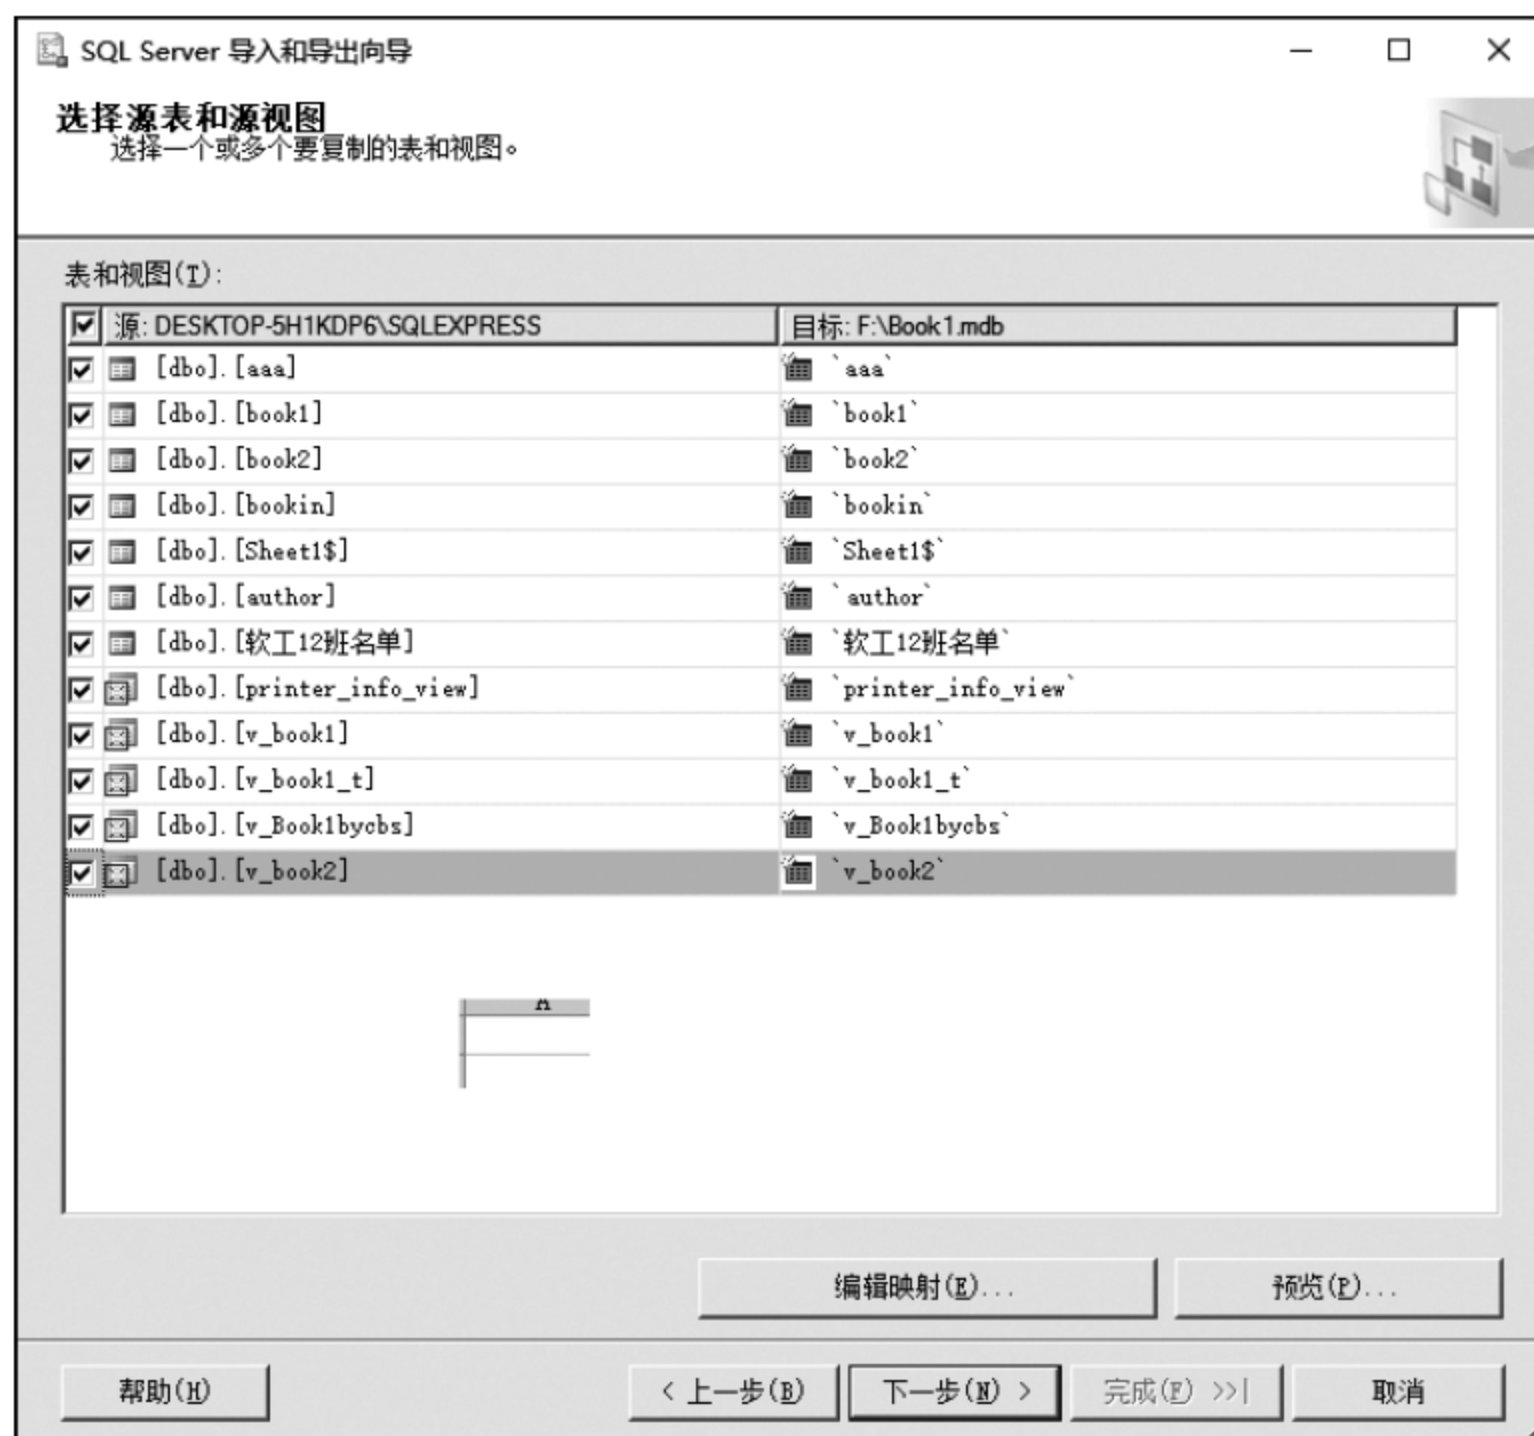 SQL Server 导入和导出向导
选择源表和源视图
选择一个或多个要复制的表和视图。
表和视图(T):
源: DESKTOP-5H1KDP6\SQLEXPRESS 目标: F:\Book1.mdb
[dbo].[aaa] `aaa`
[dbo].[book1] `book1`
[dbo].[book2] `book2`
[dbo].[bookin] `bookin`
[dbo].[Sheet1$] `Sheet1$`
[dbo].[author] `author`
[dbo].[软工12班名单] `软工12班名单`
[dbo].[printer_info_view] `printer_info_view`
[dbo].[v_book1] `v_book1`
[dbo].[v_book1_t] `v_book1_t`
[dbo].[v_Book1bycbs] `v_Book1bycbs`
[dbo].[v_book2] `v_book2`
编辑映射(E)... 预览(P)...
帮助(H) < 上一步(B) 下一步(N) > 完成(F) >>| 取消